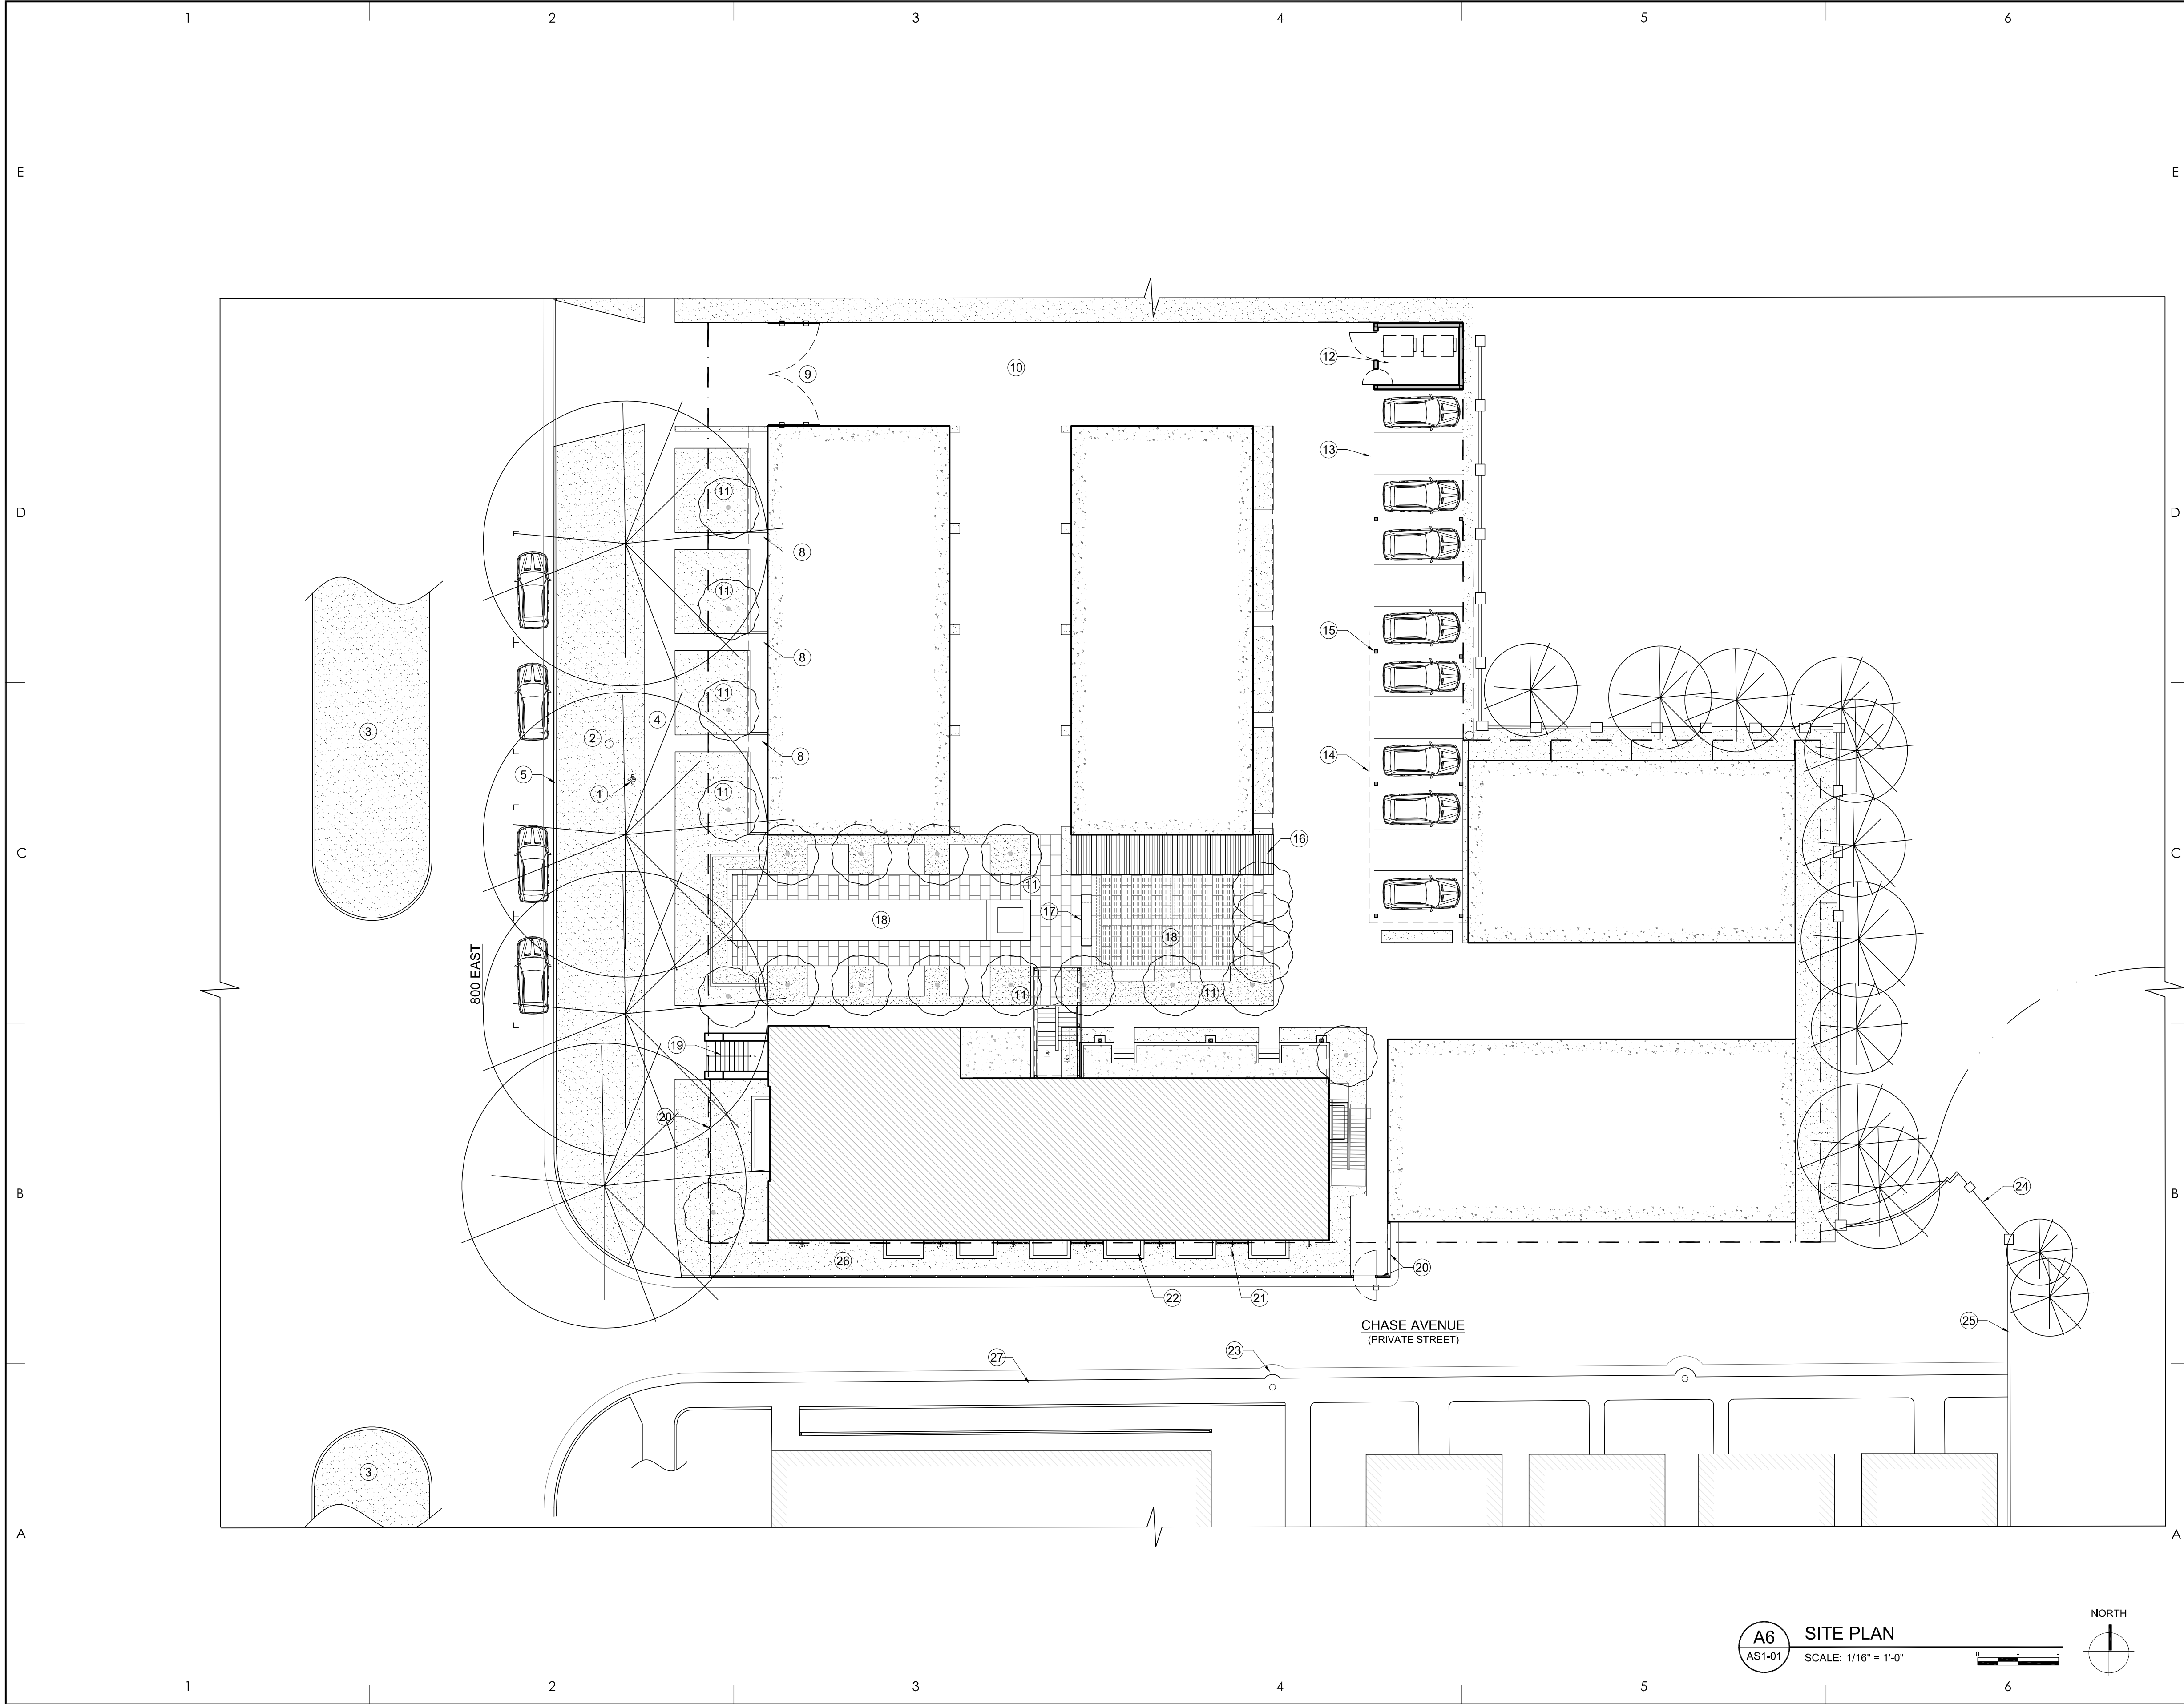 1 2 3 4 5 6
E E
9
10
12
13
D D
11
8
11
15
8
11
3
4
2
14
8
5
11
1
16
C C
11
17
18
18
800 EAST
11
11
19
20
24
B B
26
20
22
21
25
CHASE AVENUE
(PRIVATE STREET)
23
27
3
A A
NORTH
A6
AS1-01
SITE PLAN
SCALE: 1/16" = 1'-0"
0
1 2 3 4 5 6